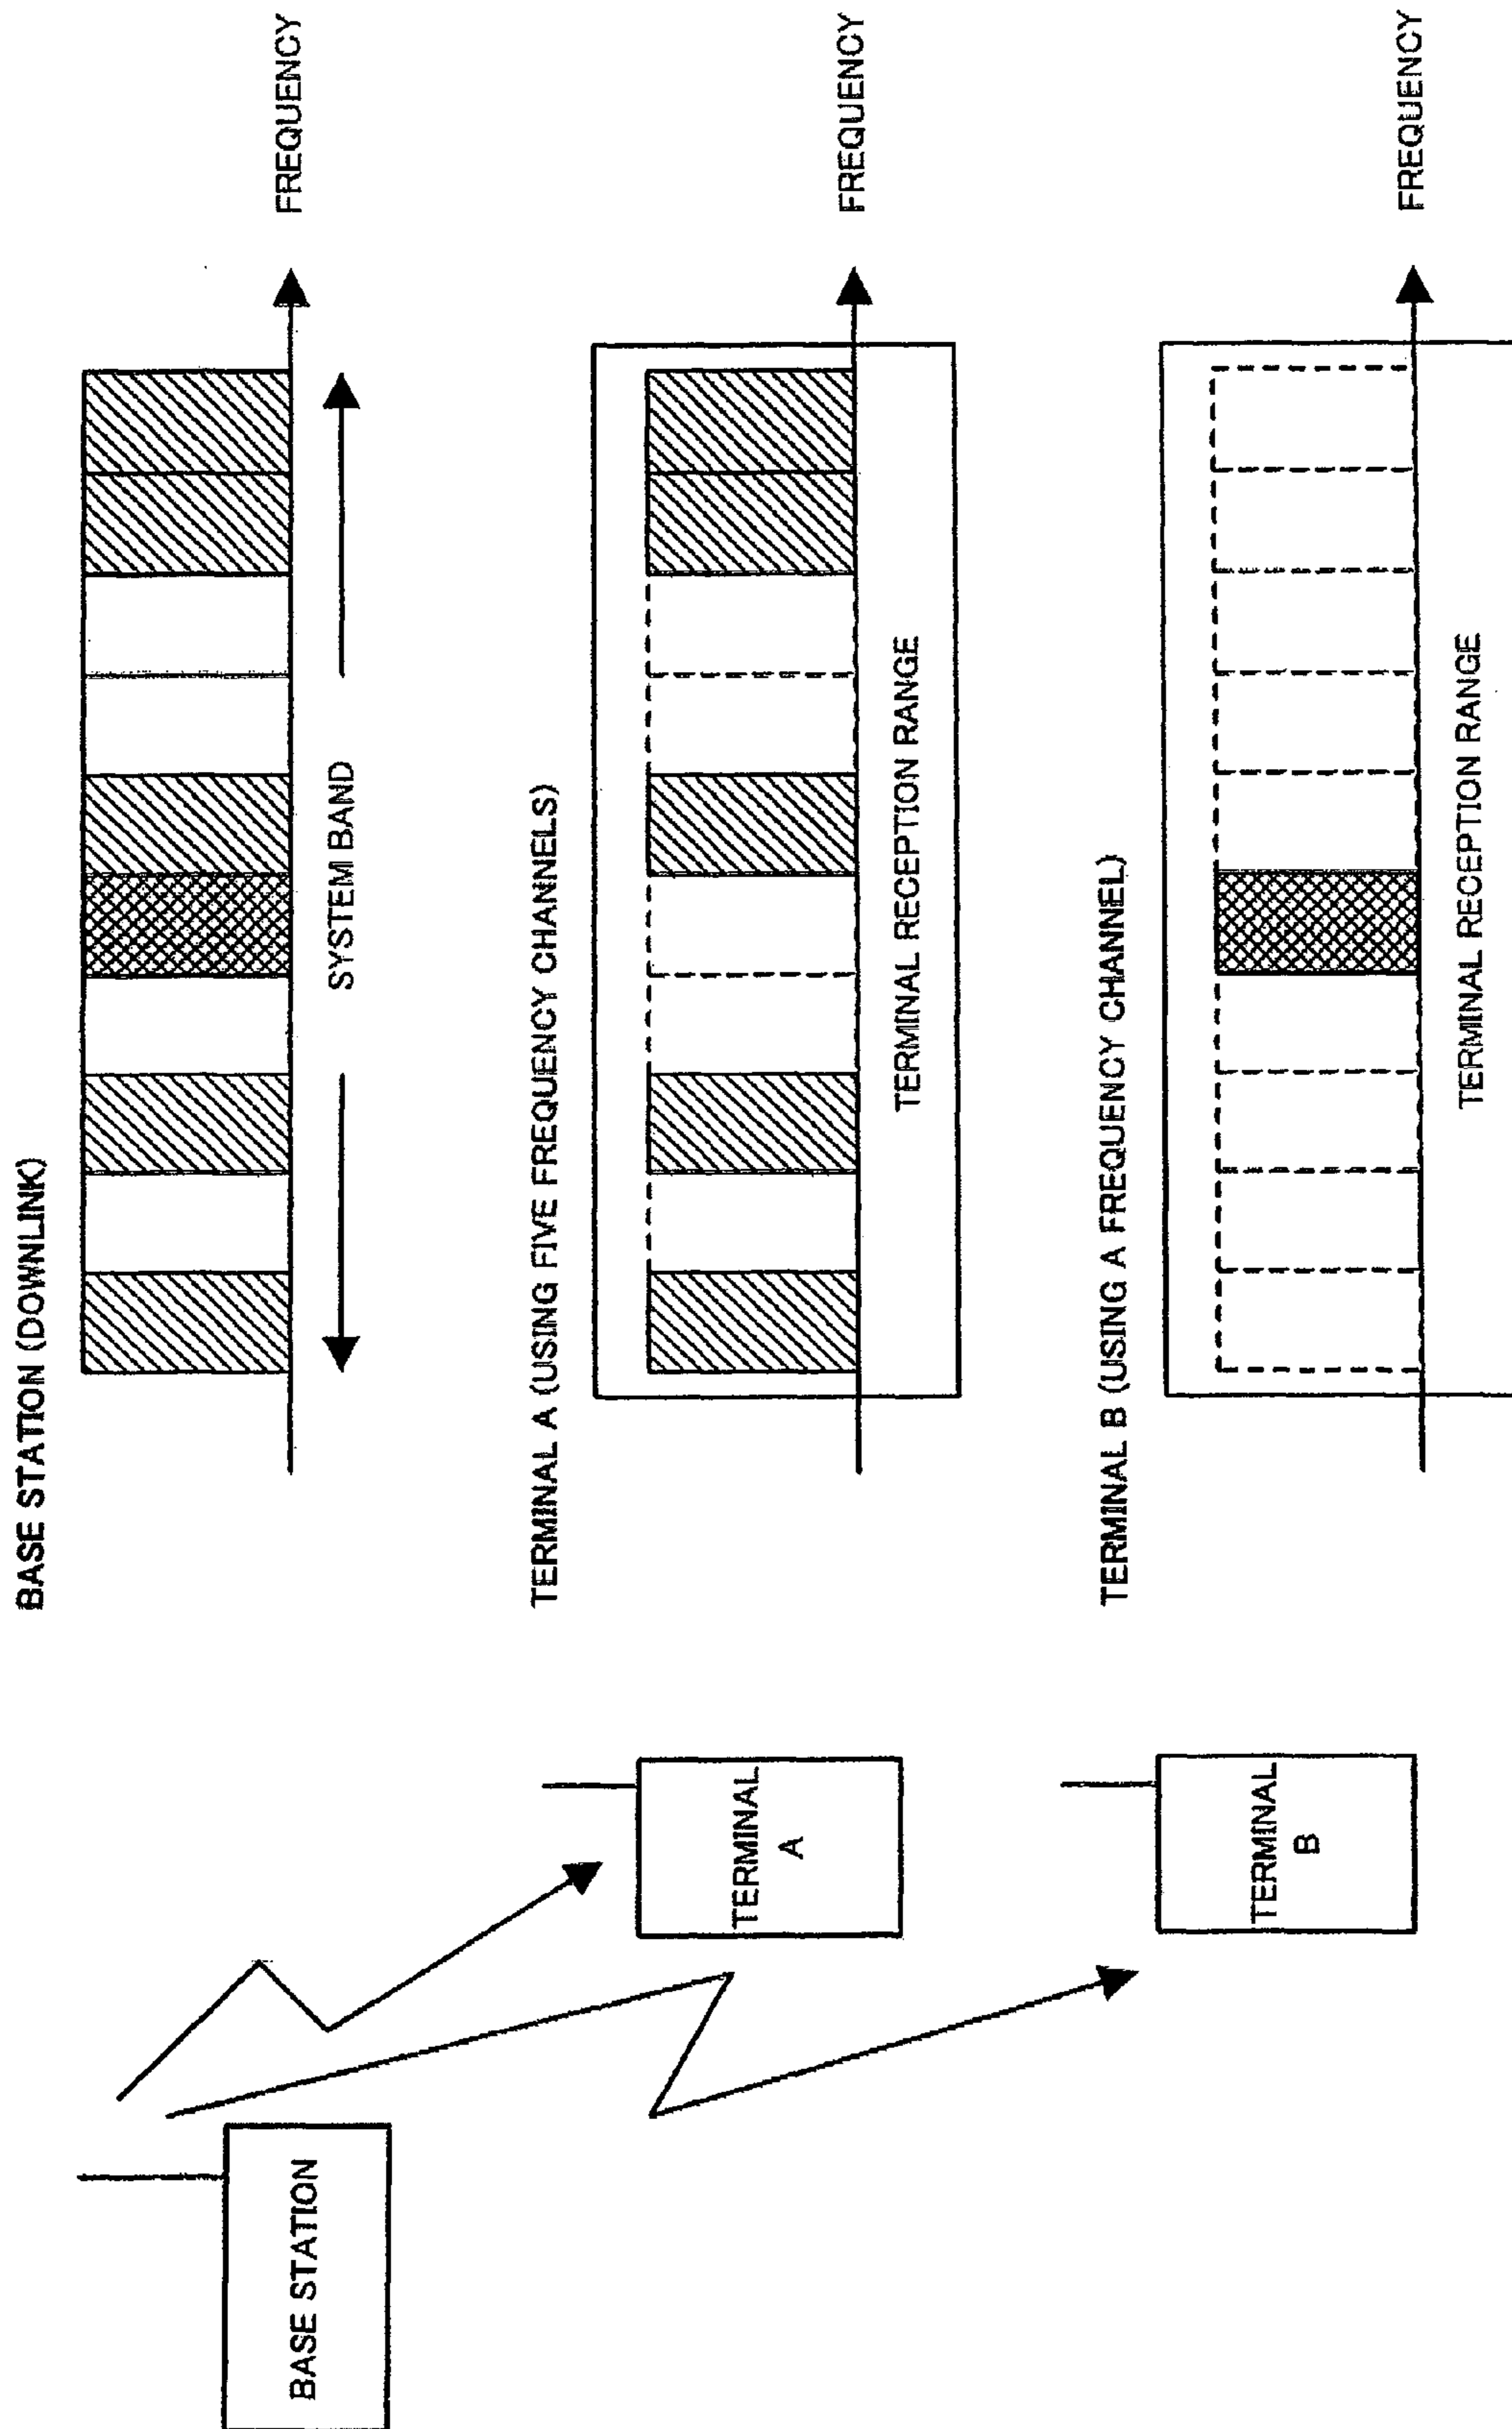 BASE STATION (DOWNLINK)
FREQUENCY
SYSTEM BAND
BASE STATION
TERMINAL A (USING FIVE FREQUENCY CHANNELS)
FREQUENCY
TERMINAL RECEPTION RANGE
TERMINAL
A
TERMINAL B (USING A FREQUENCY CHANNEL)
FREQUENCY
TERMINAL RECEPTION RANGE
TERMINAL
B